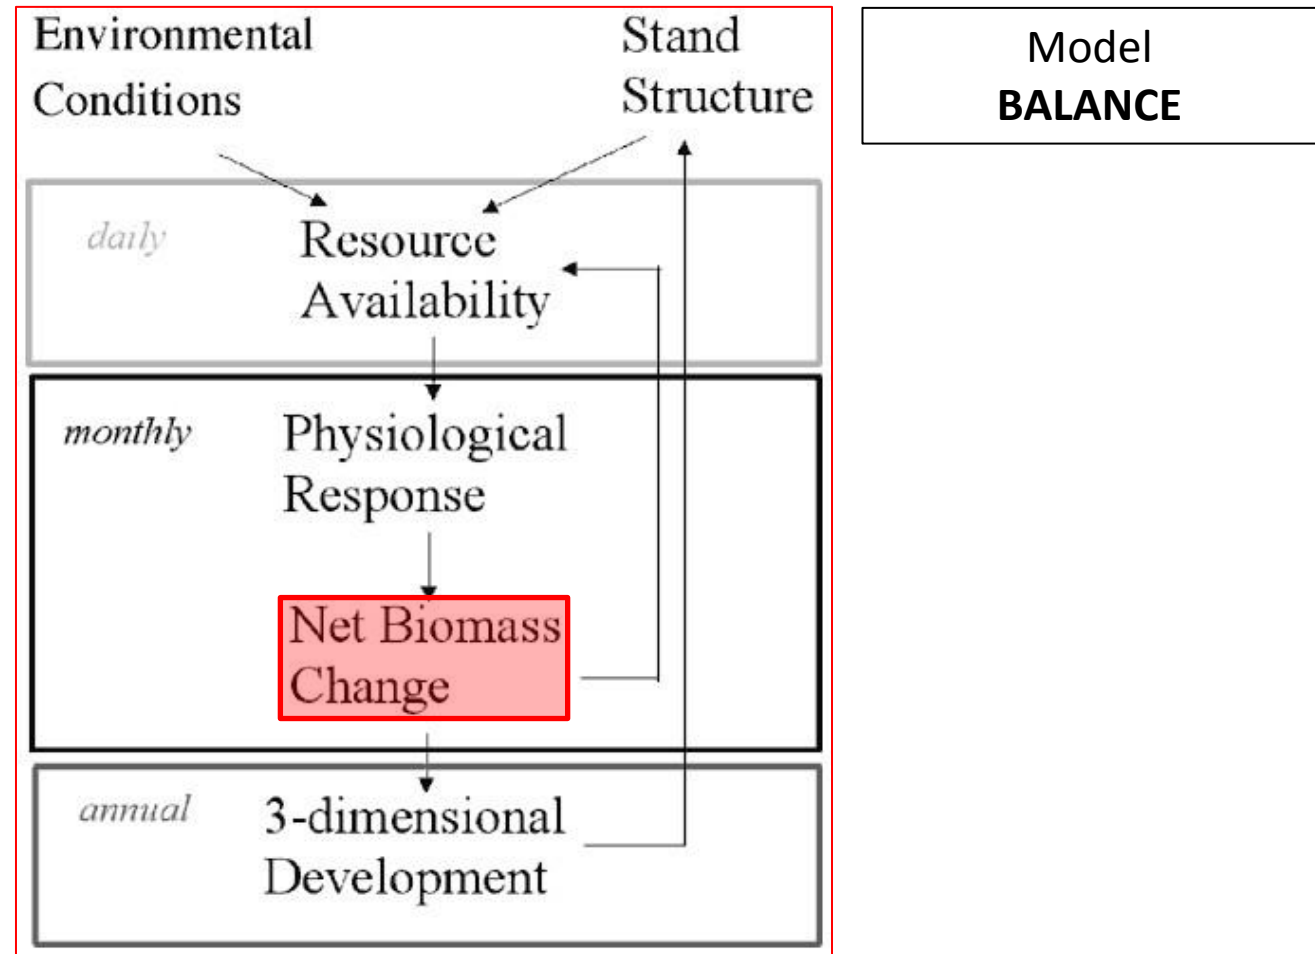 Environmental
Conditions
Stand
Structure
Model
BALANCE
daily
Resource
Availability
monthly
Physiological
Response
Net Biomass
Change
annual
3-dimensional
Development